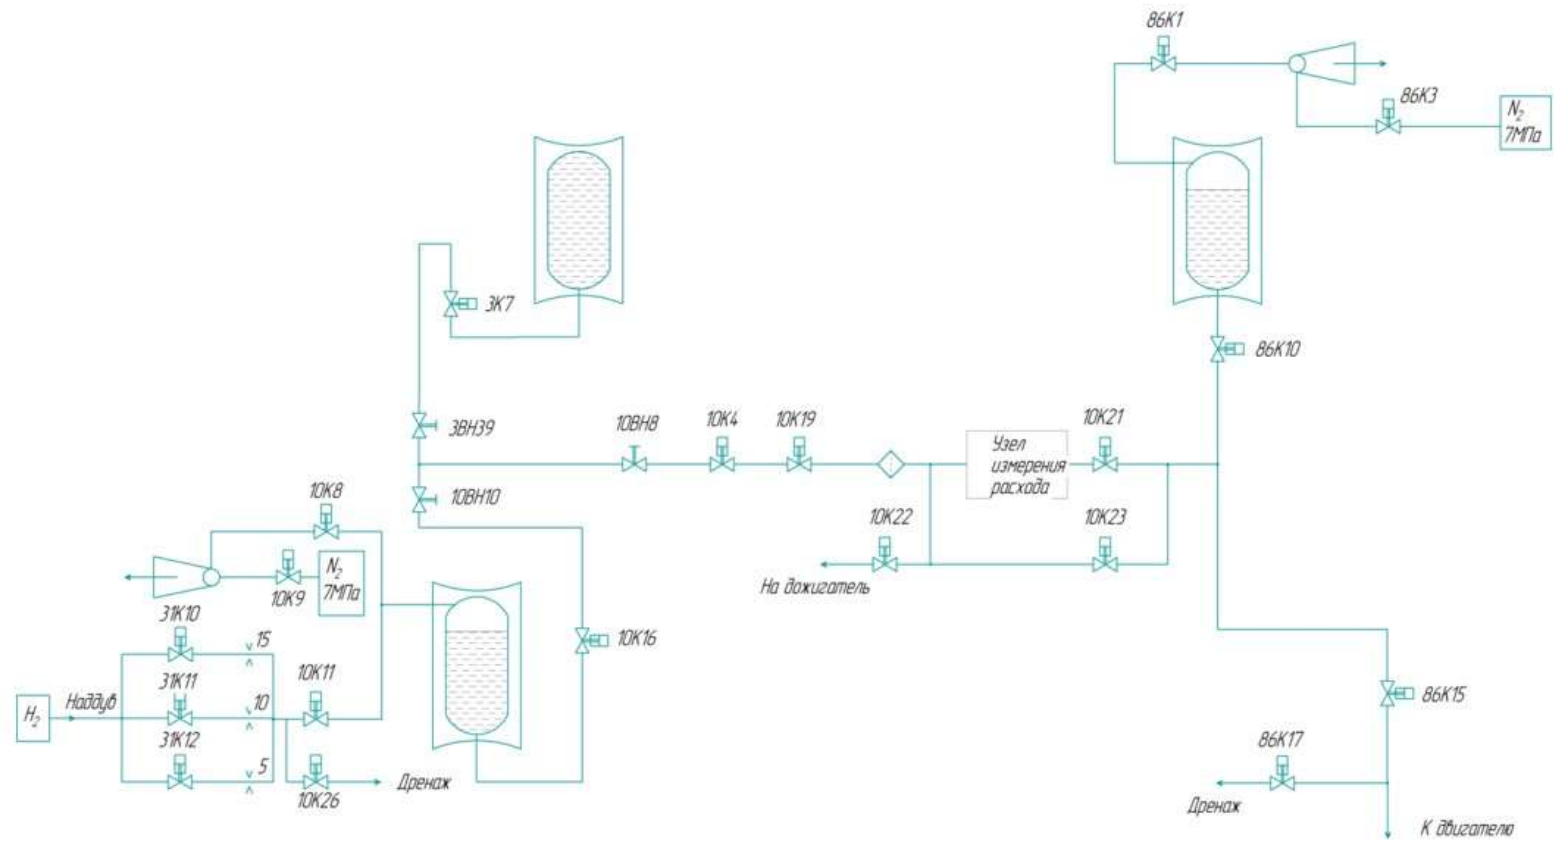 86К1
86К3
N2
7МПа
3К7
86К10
3ВН39
10ВН8
10К4
10К19
10К21
Узел
измерения
расхода
10К8
10ВН10
10К22
10К23
N2
7МПа
10К9
На дожигатель
31К10
15
10К16
31К11
10
10К11
H2
Наддув
31К12
5
86К15
86К17
10К26
Дренаж
Дренаж
К двигателю